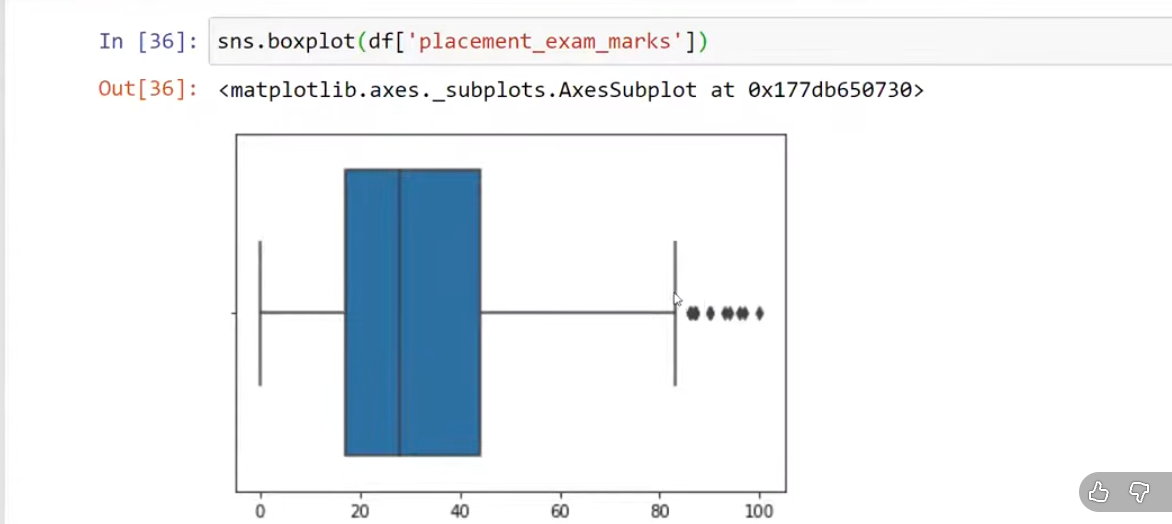 In [36]: sns.boxplot(df['placement_exam_marks'])
Out[36]: <matplotlib.axes._subplots.AxesSubplot at 0x177db650730>
0 20 40 60 80 100